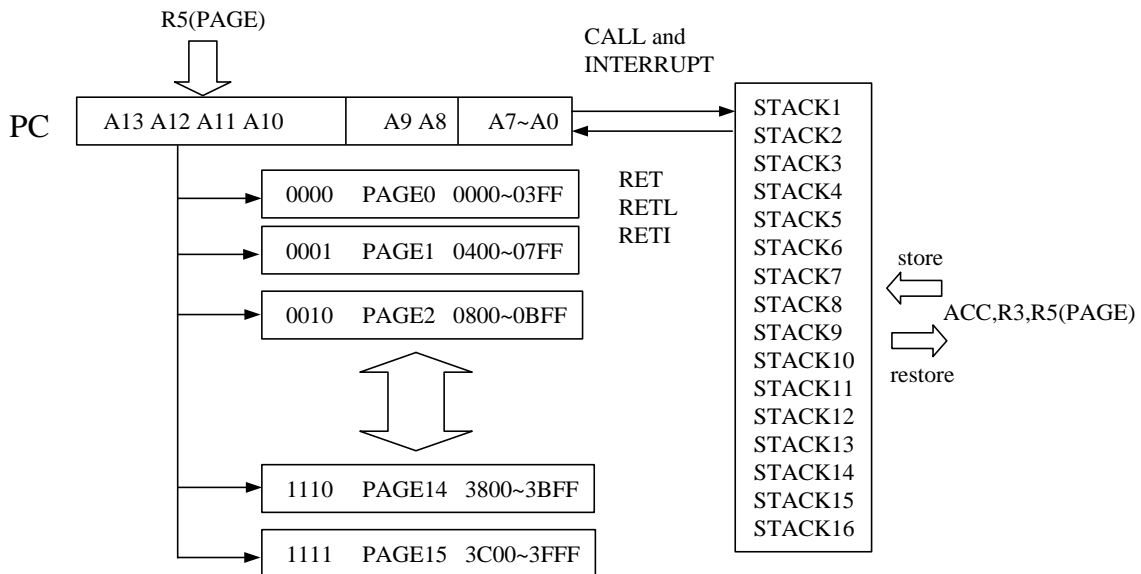 R5(PAGE)
CALL and
INTERRUPT
PC
A13 A12 A11 A10 A9 A8 A7~A0
0000 PAGE0 0000~03FF
0001 PAGE1 0400~07FF
0010 PAGE2 0800~0BFF
1110 PAGE14 3800~3BFF
1111 PAGE15 3C00~3FFF
RET
RETL
RETI
STACK1
STACK2
STACK3
STACK4
STACK5
STACK6
STACK7
STACK8
STACK9
STACK10
STACK11
STACK12
STACK13
STACK14
STACK15
STACK16
store
ACC,R3,R5(PAGE)
restore